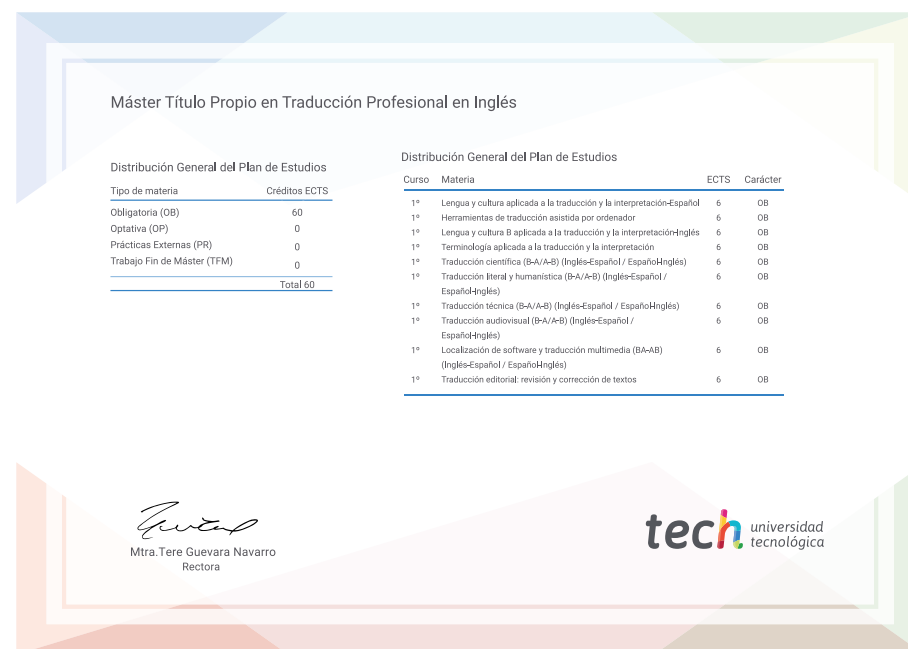 Máster Título Propio en Traducción Profesional en Inglés
Distribución General del Plan de Estudios
Tipo de materia Créditos ECTS
Obligatoria (OB) 60
Optativa (OP) 0
Prácticas Externas (PR) 0
Trabajo Fin de Máster (TFM) 0
Total 60
Distribución General del Plan de Estudios
Curso Materia ECTS Carácter
1º Lengua y cultura aplicada a la traducción y la interpretación-Español 6 OB
1º Herramientas de traducción asistida por ordenador 6 OB
1º Lengua y cultura B aplicada a la traducción y la interpretación-Inglés 6 OB
1º Terminología aplicada a la traducción y la interpretación 6 OB
1º Traducción científica (B-A/A-B) (Inglés-Español / Español-Inglés) 6 OB
1º Traducción literal y humanística (B-A/A-B) (Inglés-Español / 6 OB
Español-Inglés)
1º Traducción técnica (B-A/A-B) (Inglés-Español / Español-Inglés) 6 OB
1º Traducción audiovisual (B-A/A-B) (Inglés-Español / 6 OB
Español-Inglés)
1º Localización de software y traducción multimedia (BA-AB) 6 OB
(Inglés-Español / Español-Inglés)
1º Traducción editorial: revisión y corrección de textos 6 OB
Mtra.Tere Guevara Navarro
Rectora
tech universidad
tecnológica